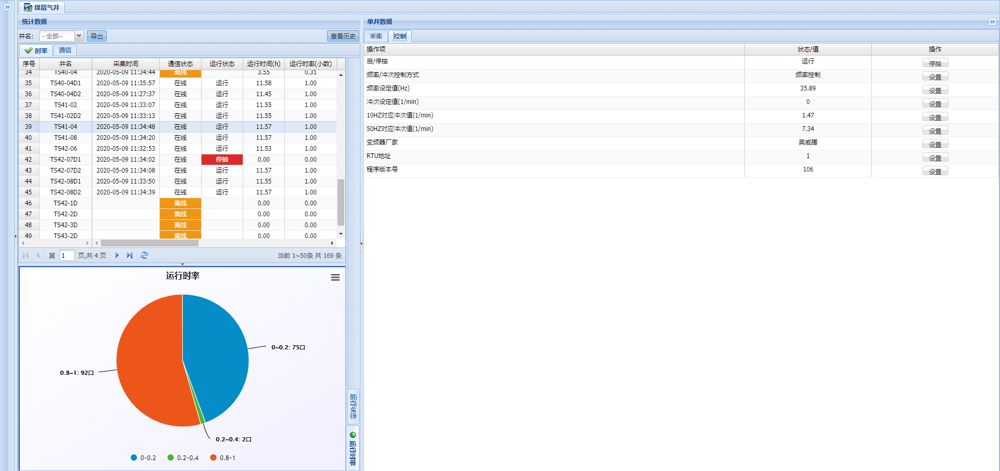 煤层气井
统计数据
井名: --全部-- 导出 查看历史
时率 通信
序号 井名 采集时间 通信状态 运行状态 运行时间(h) 运行时率(小数)
34 TS40-04 2020-05-09 11:34:44 离线 3.55 0.31
35 TS40-04D1 2020-05-09 11:35:57 在线 运行 11.58 1.00
36 TS40-04D2 2020-05-09 11:27:37 在线 运行 11.45 1.00
37 TS41-02 2020-05-09 11:33:07 在线 运行 11.55 1.00
38 TS41-02D2 2020-05-09 11:33:13 在线 运行 11.55 1.00
39 TS41-04 2020-05-09 11:34:48 在线 运行 11.57 1.00
40 TS41-08 2020-05-09 11:34:20 在线 运行 11.57 1.00
41 TS42-06 2020-05-09 11:32:53 在线 运行 11.53 1.00
42 TS42-07D1 2020-05-09 11:34:02 在线 停抽 0.00 0.00
43 TS42-07D2 2020-05-09 11:34:08 在线 运行 11.57 1.00
44 TS42-08D1 2020-05-09 11:33:50 在线 运行 11.55 1.00
45 TS42-08D2 2020-05-09 11:34:39 在线 运行 11.57 1.00
46 TS42-1D 离线 0.00 0.00
47 TS42-2D 离线 0.00 0.00
48 TS42-3D 离线 0.00 0.00
49 TS43-2D 离线 0.00 0.00
第 1 页,共 4 页 当前 1~50条 共 169 条
运行时率
0~0.2: 75口
0.8~1: 92口
0.2~0.4: 2口
0~0.2 0.2~0.4 0.8~1
运行状态
运行时率
单井数据
采集 控制
操作项 状态/值 操作
启/停抽 运行 停抽
频率/冲次控制方式 频率控制 设置
频率设定值(Hz) 35.89 设置
冲次设定值(1/min) 0 设置
10HZ对应冲次值(1/min) 1.47 设置
50HZ对应冲次值(1/min) 7.34 设置
变频器厂家 英威腾 设置
RTU地址 1 设置
程序版本号 106 设置